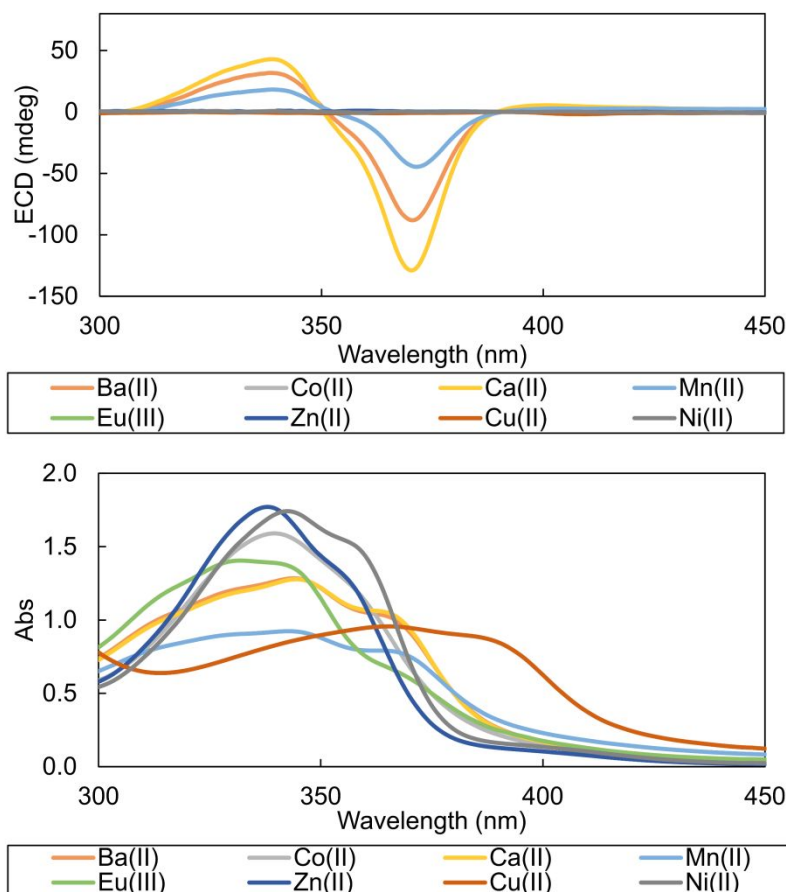 50
0
-50
-100
-150
ECD (mdeg)
300 350 400 450
Wavelength (nm)
Ba(II) Co(II) Ca(II) Mn(II)
Eu(III) Zn(II) Cu(II) Ni(II)
2.0
1.5
1.0
0.5
0.0
Abs
300 350 400 450
Wavelength (nm)
Ba(II) Co(II) Ca(II) Mn(II)
Eu(III) Zn(II) Cu(II) Ni(II)